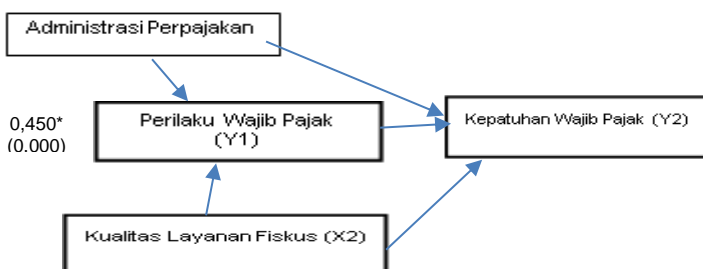 Administrasi Perpajakan
0,450*
(0.000)
Perilaku Wajib Pajak
(Y1)
Kepatuhan Wajib Pajak (Y2)
Kualitas Layanan Fiskus (X2)